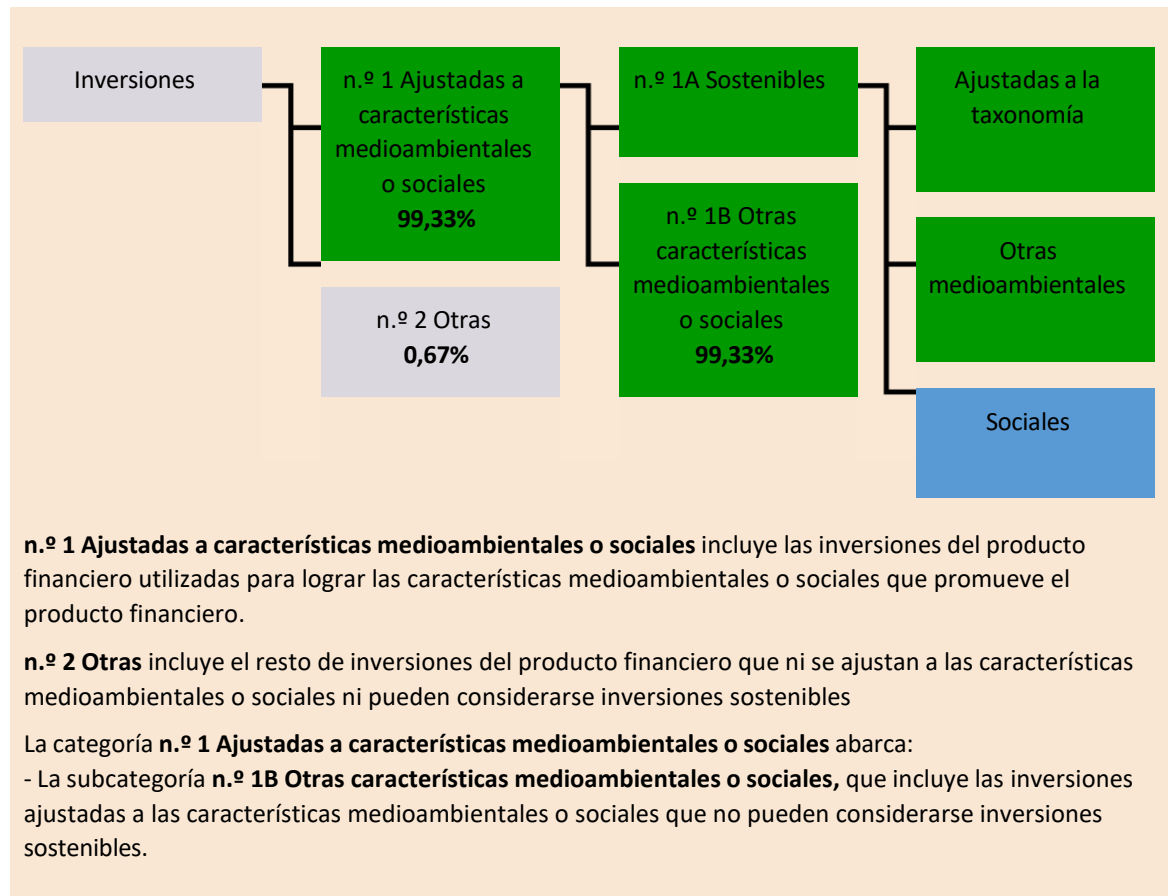 Inversiones
n.º 1 Ajustadas a
características
medioambientales
o sociales
99,33%
n.º 2 Otras
0,67%
n.º 1A Sostenibles
n.º 1B Otras
características
medioambientales
o sociales
99,33%
Ajustadas a la
taxonomía
Otras
medioambientales
Sociales
n.º 1 Ajustadas a características medioambientales o sociales incluye las inversiones del producto
financiero utilizadas para lograr las características medioambientales o sociales que promueve el
producto financiero.
n.º 2 Otras incluye el resto de inversiones del producto financiero que ni se ajustan a las características
medioambientales o sociales ni pueden considerarse inversiones sostenibles
La categoría n.º 1 Ajustadas a características medioambientales o sociales abarca:
- La subcategoría n.º 1B Otras características medioambientales o sociales, que incluye las inversiones
ajustadas a las características medioambientales o sociales que no pueden considerarse inversiones
sostenibles.